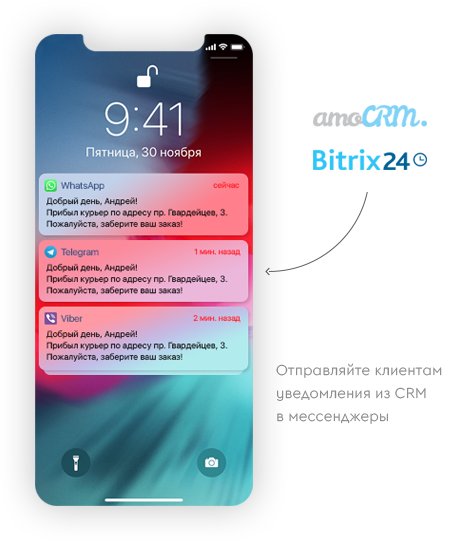 9:41
Пятница, 30 ноября
WhatsApp сейчас
Добрый день, Андрей!
Прибыл курьер по адресу пр. Гвардейцев, 3.
Пожалуйста, заберите ваш заказ!
Telegram 1 мин. назад
Добрый день, Андрей!
Прибыл курьер по адресу пр. Гвардейцев, 3.
Пожалуйста, заберите ваш заказ!
Viber 2 мин. назад
Добрый день, Андрей!
Прибыл курьер по адресу пр. Гвардейцев, 3.
Пожалуйста, заберите ваш заказ!
amoCRM.
Bitrix24
Отправляйте клиентам
уведомления из CRM
в мессенджеры